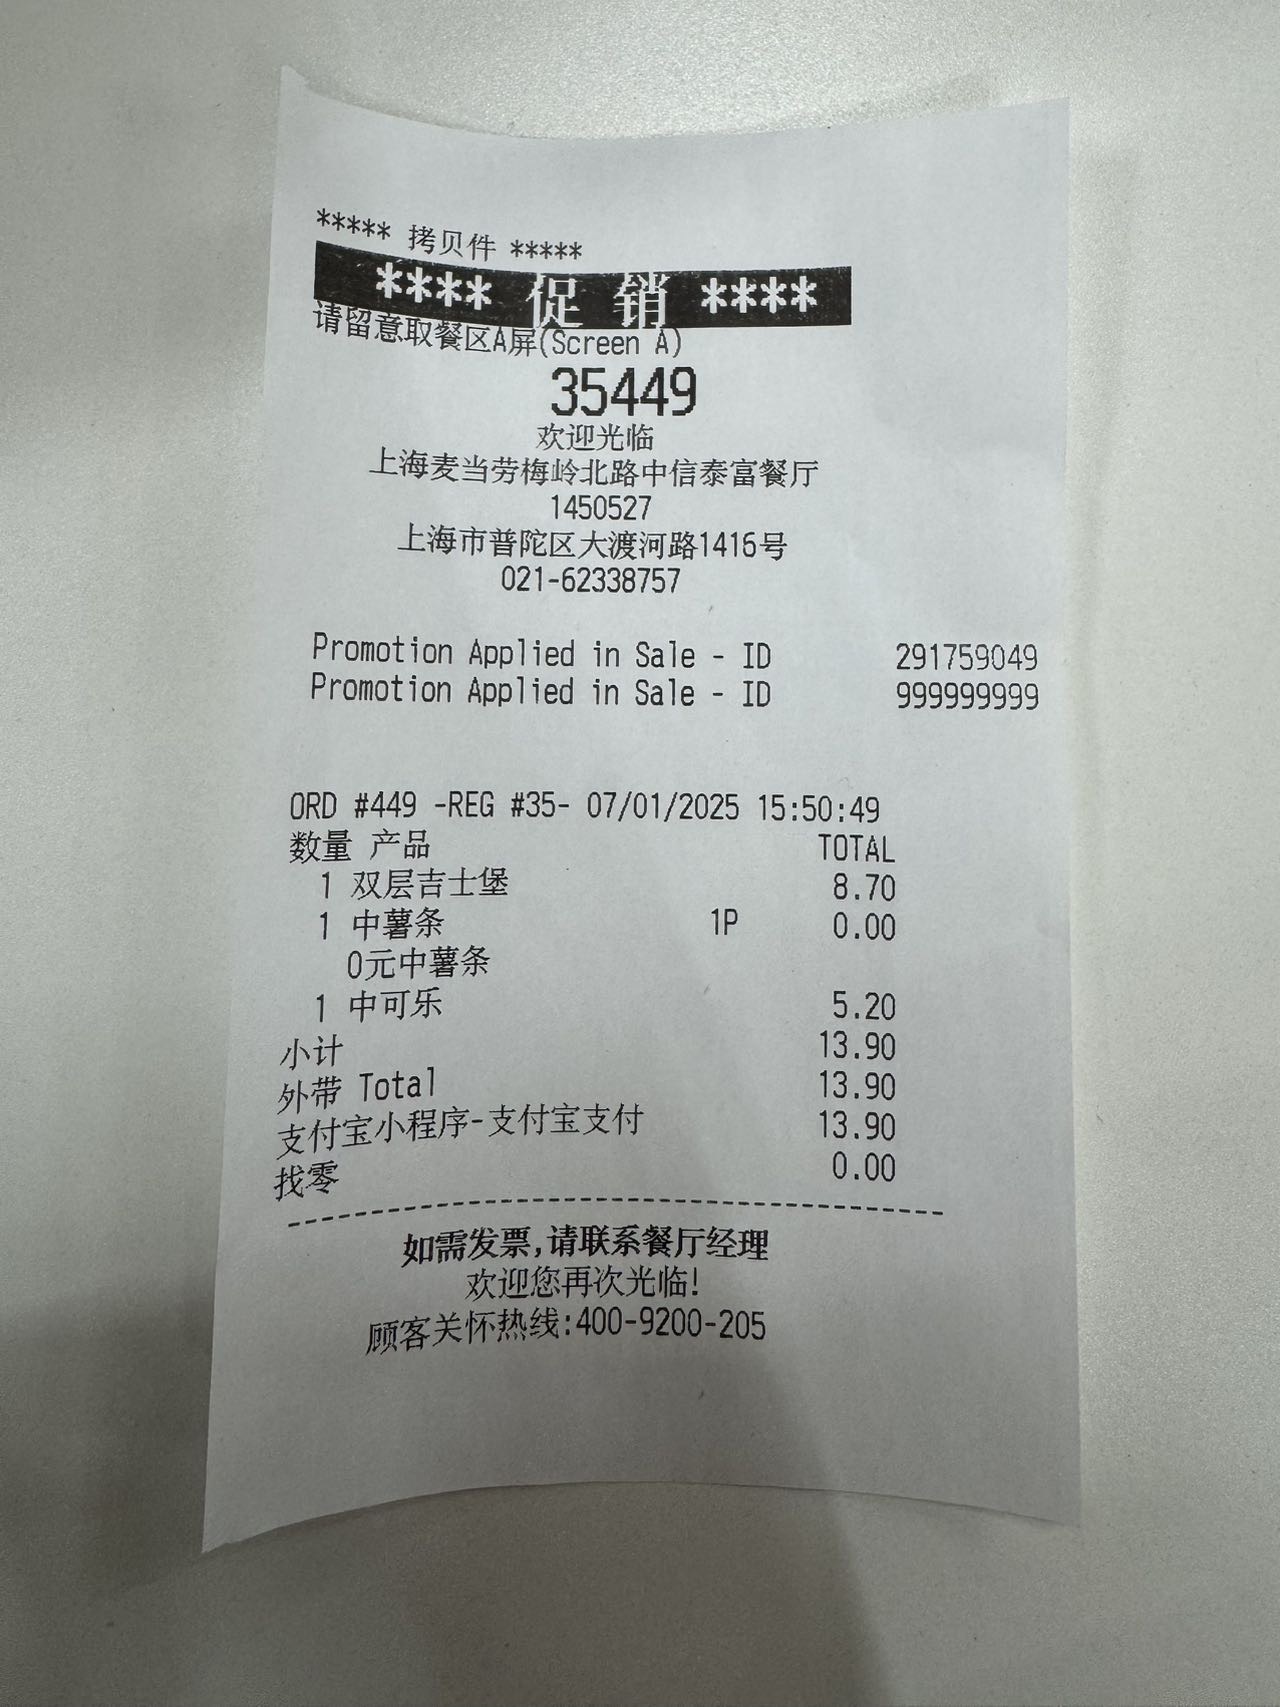 ***** 拷贝件 *****
**** 促 销 ****
请留意取餐区A屏(Screen A)
35449
欢迎光临
上海麦当劳梅岭北路中信泰富餐厅
1450527
上海市普陀区大渡河路1416号
021-62338757
Promotion Applied in Sale - ID 291759049
Promotion Applied in Sale - ID 999999999
ORD #449 -REG #35- 07/01/2025 15:50:49
数量 产品 TOTAL
1 双层吉士堡 8.70
1 中薯条 1P 0.00
0元中薯条
1 中可乐 5.20
小计 13.90
外带 Total 13.90
支付宝小程序-支付宝支付 13.90
找零 0.00
如需发票,请联系餐厅经理
欢迎您再次光临!
顾客关怀热线:400-9200-205